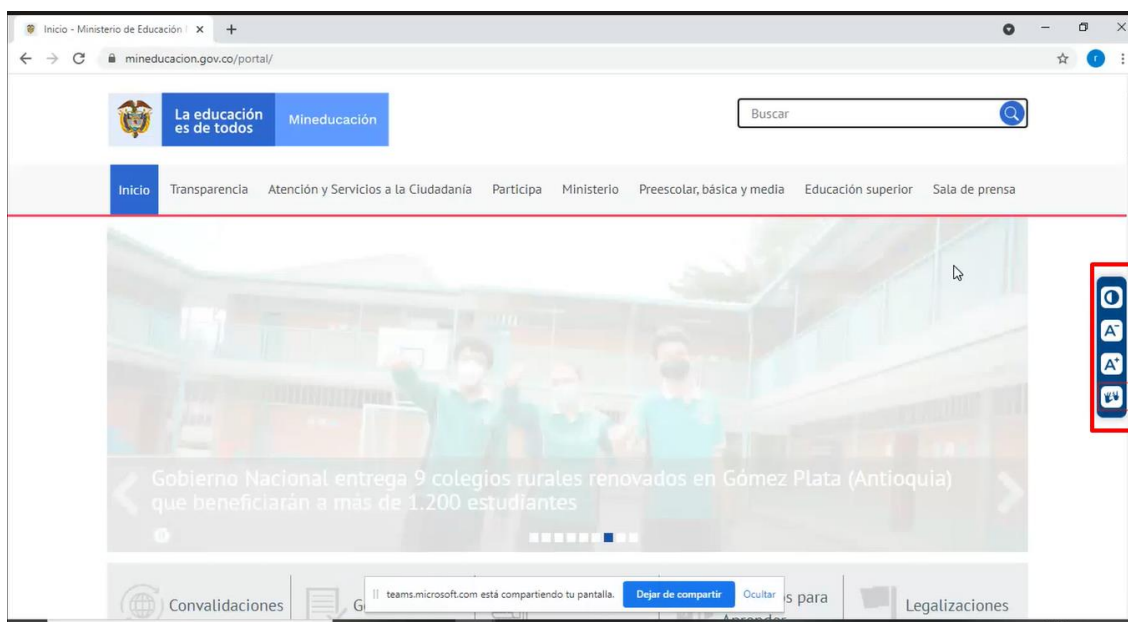 Inicio - Ministerio de Educación
mineducacion.gov.co/portal/
r
La educación
es de todos
Mineducación
Buscar
Inicio Transparencia Atención y Servicios a la Ciudadanía Participa Ministerio Preescolar, básica y media Educación superior Sala de prensa
A-
A+
Gobierno Nacional entrega 9 colegios rurales renovados en Gómez Plata (Antioquia)
que beneficiarán a más de 1.200 estudiantes
teams.microsoft.com está compartiendo tu pantalla. Dejar de compartir Ocultar
Convalidaciones
para
Legalizaciones